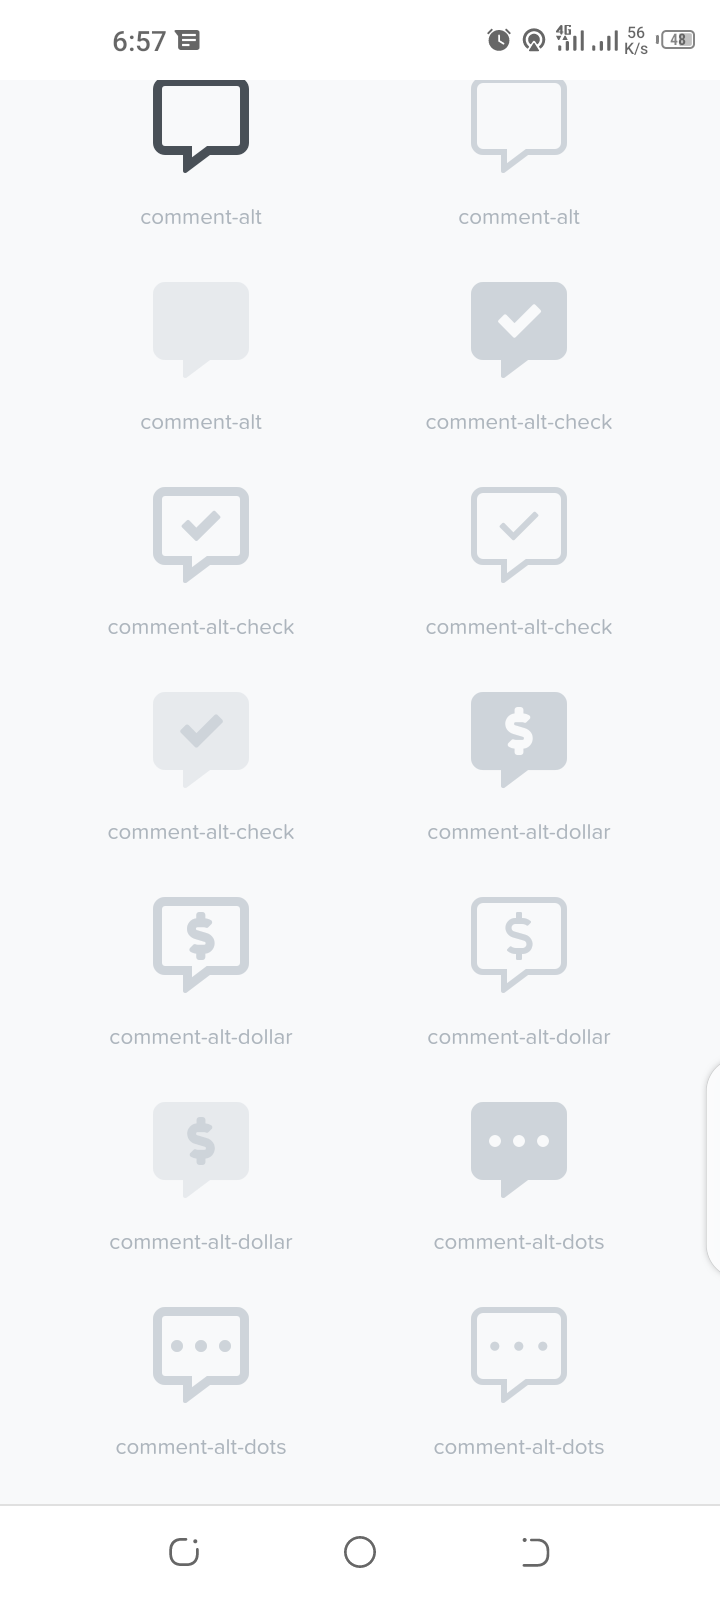 6:57
4G
56
K/s
48
comment-alt
comment-alt
comment-alt
comment-alt-check
comment-alt-check
comment-alt-check
comment-alt-check
comment-alt-dollar
comment-alt-dollar
comment-alt-dollar
comment-alt-dollar
comment-alt-dots
comment-alt-dots
comment-alt-dots